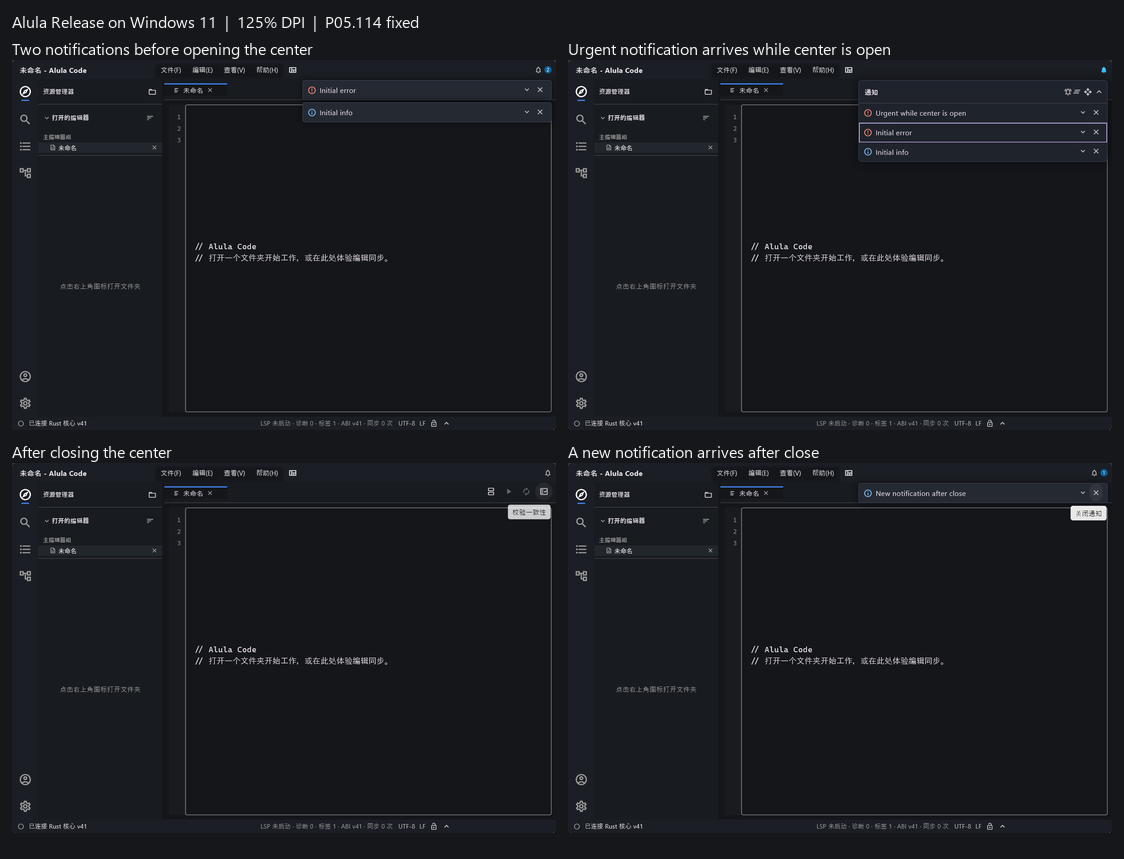 Alula Release on Windows 11 | 125% DPI | P05.114 fixed
Two notifications before opening the center
未命名 - Alula Code
文件(F) 编辑(E) 查看(V) 帮助(H)
2
资源管理器
未命名
Initial error
Initial info
打开的编辑器
主编辑器组
未命名
1
2
3
// Alula Code
// 打开一个文件夹开始工作，或在此处体验编辑同步。
点击右上角图标打开文件夹
已连接 Rust 核心 v41
LSP 未启动 · 诊断 0 · 标签 1 · ABI v41 · 同步 0 次 UTF-8 LF
Urgent notification arrives while center is open
未命名 - Alula Code
文件(F) 编辑(E) 查看(V) 帮助(H)
资源管理器
未命名
通知
Urgent while center is open
Initial error
Initial info
打开的编辑器
主编辑器组
未命名
1
2
3
// Alula Code
// 打开一个文件夹开始工作，或在此处体验编辑同步。
点击右上角图标打开文件夹
已连接 Rust 核心 v41
LSP 未启动 · 诊断 0 · 标签 1 · ABI v41 · 同步 0 次 UTF-8 LF
After closing the center
未命名 - Alula Code
文件(F) 编辑(E) 查看(V) 帮助(H)
资源管理器
未命名
校验一致性
打开的编辑器
主编辑器组
未命名
1
2
3
// Alula Code
// 打开一个文件夹开始工作，或在此处体验编辑同步。
点击右上角图标打开文件夹
已连接 Rust 核心 v41
LSP 未启动 · 诊断 0 · 标签 1 · ABI v41 · 同步 0 次 UTF-8 LF
A new notification arrives after close
未命名 - Alula Code
文件(F) 编辑(E) 查看(V) 帮助(H)
1
资源管理器
未命名
New notification after close
关闭通知
打开的编辑器
主编辑器组
未命名
1
2
3
// Alula Code
// 打开一个文件夹开始工作，或在此处体验编辑同步。
点击右上角图标打开文件夹
已连接 Rust 核心 v41
LSP 未启动 · 诊断 0 · 标签 1 · ABI v41 · 同步 0 次 UTF-8 LF